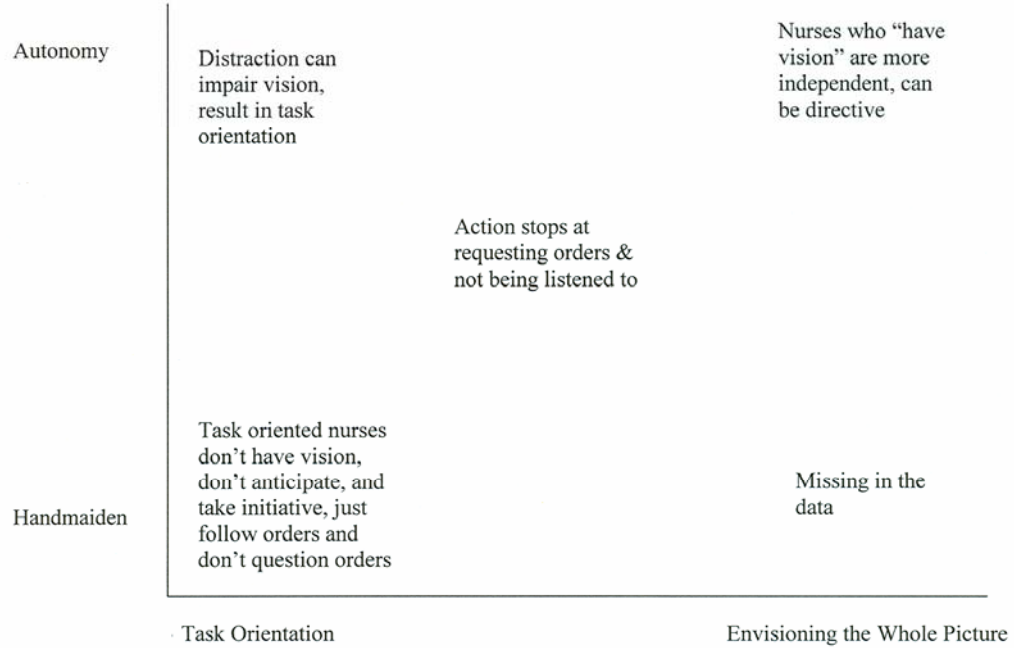 Autonomy
Distraction can
impair vision,
result in task
orientation
Nurses who “have
vision” are more
independent, can
be directive
Action stops at
requesting orders &
not being listened to
Handmaiden
Task oriented nurses
don’t have vision,
don’t anticipate, and
take initiative, just
follow orders and
don’t question orders
Missing in the
data
Task Orientation
Envisioning the Whole Picture